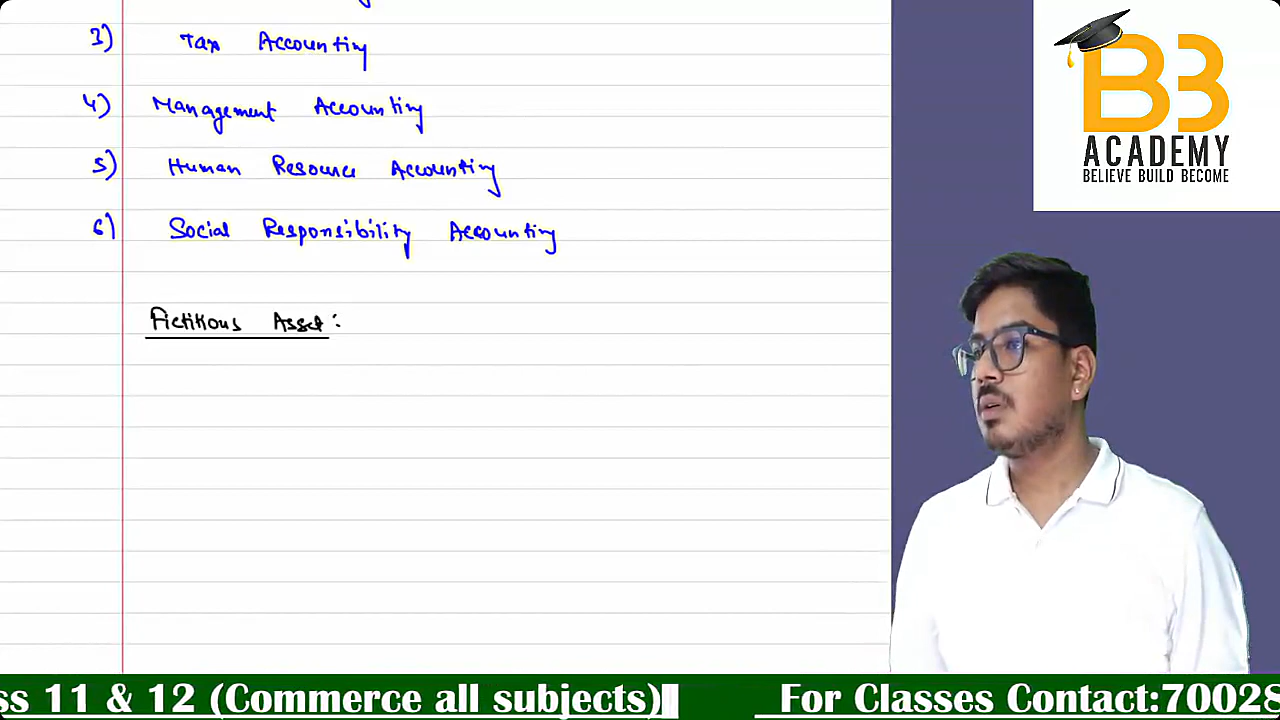 3) Tax Accounting
4) Management Accounting
5) Human Resource Accounting
6) Social Responsibility Accounting
Fictitious Asset:
B3
ACADEMY
BELIEVE BUILD BECOME
ss 11 & 12 (Commerce all subjects) For Classes Contact:70028